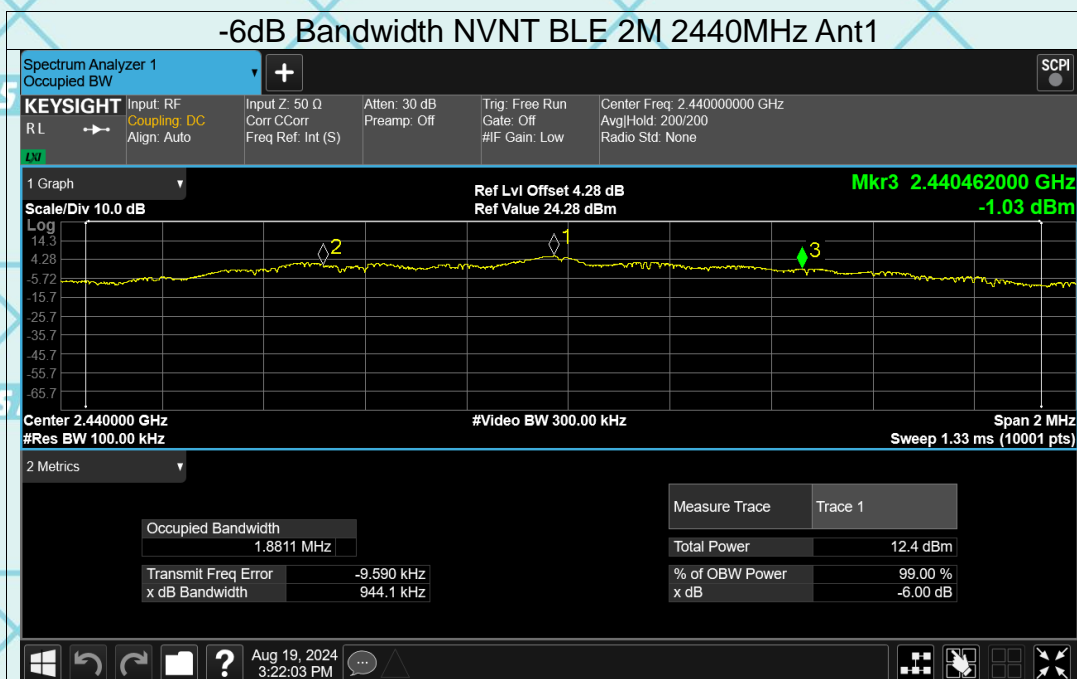 -6dB Bandwidth NVNT BLE 2M 2440MHz Ant1
Spectrum Analyzer 1
Occupied BW
+
SCPI
KEYSIGHT
R L
LXI
Input: RF
Coupling: DC
Align: Auto
Input Z: 50 Ω
Corr CCorr
Freq Ref: Int (S)
Atten: 30 dB
Preamp: Off
Trig: Free Run
Gate: Off
#IF Gain: Low
Center Freq: 2.440000000 GHz
Avg|Hold: 200/200
Radio Std: None
1 Graph
Scale/Div 10.0 dB
Ref Lvl Offset 4.28 dB
Ref Value 24.28 dBm
Mkr3 2.440462000 GHz
-1.03 dBm
Log
14.3
4.28
-5.72
-15.7
-25.7
-35.7
-45.7
-55.7
-65.7
2
1
3
Center 2.440000 GHz
#Video BW 300.00 kHz
Span 2 MHz
#Res BW 100.00 kHz
Sweep 1.33 ms (10001 pts)
2 Metrics
Measure Trace Trace 1
Occupied Bandwidth
1.8811 MHz
Total Power 12.4 dBm
Transmit Freq Error -9.590 kHz
% of OBW Power 99.00 %
x dB Bandwidth 944.1 kHz
x dB -6.00 dB
?
Aug 19, 2024
3:22:03 PM